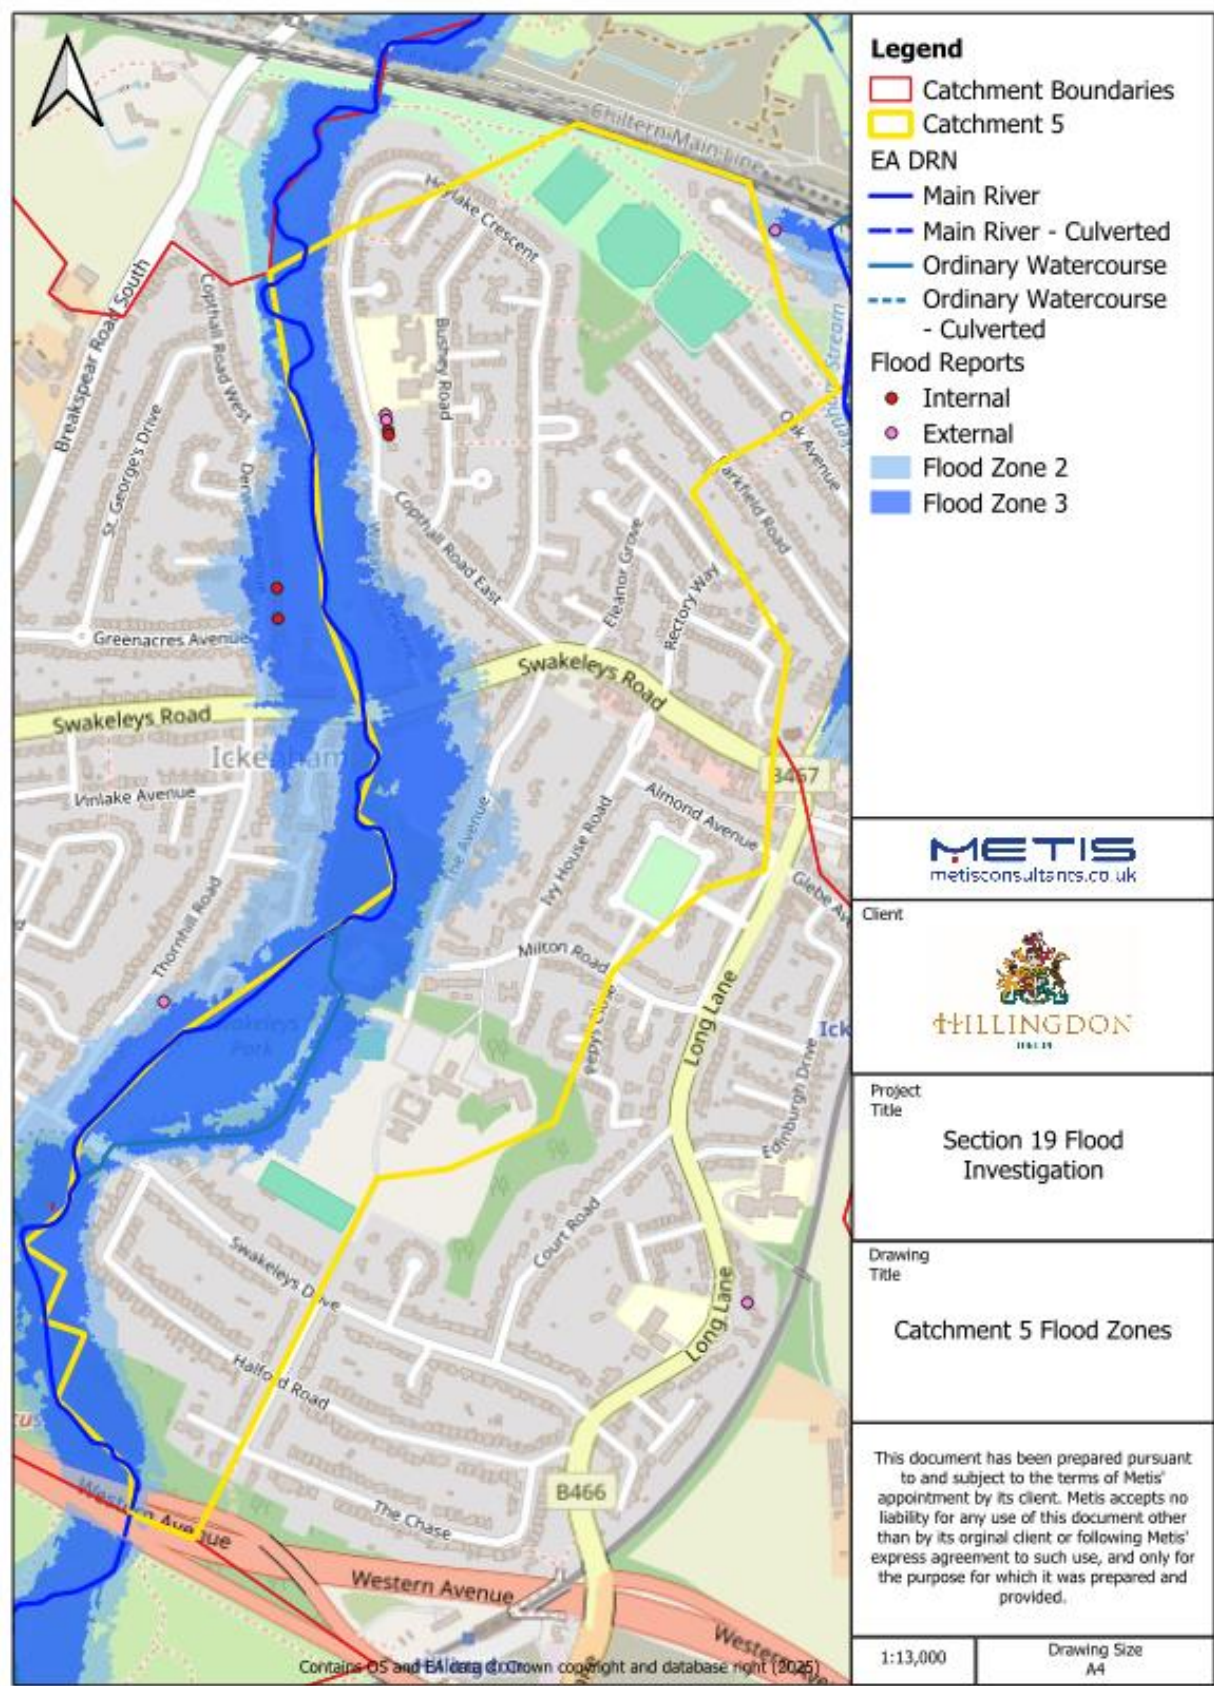 Chiltern Main Line
Hoylake Crescent
Breakspear Road South
Copthall Road West
Bushey Road
St. George's Drive
Oak Avenue
Parkfield Road
Copthall Road East
Eleanor Grove
Rectory Way
Greenacres Avenue
Swakeleys Road
Swakeleys Road
Ickenham
B467
Vinlake Avenue
Almond Avenue
The Avenue
Ivy House Road
Glebe Av
Thornhill Road
Milton Road
Long Lane
Pepys Close
Ick
Park
Edinburgh Drive
Court Road
Swakeleys Drive
Long Lane
Halford Road
B466
Western Avenue
The Chase
Western Avenue
Contains OS and EA data © Crown copyright and database right (2025)
Legend
Catchment Boundaries
Catchment 5
EA DRN
Main River
Main River - Culverted
Ordinary Watercourse
Ordinary Watercourse
- Culverted
Flood Reports
Internal
External
Flood Zone 2
Flood Zone 3
METIS
metisconsultants.co.uk
Client
HILLINGDON
LONDON
Project
Title
Section 19 Flood
Investigation
Drawing
Title
Catchment 5 Flood Zones
This document has been prepared pursuant
to and subject to the terms of Metis'
appointment by its client. Metis accepts no
liability for any use of this document other
than by its orginal client or following Metis'
express agreement to such use, and only for
the purpose for which it was prepared and
provided.
1:13,000
Drawing Size
A4